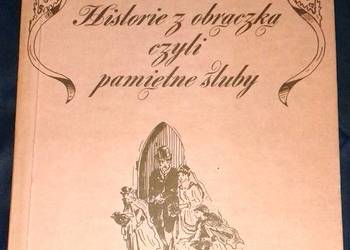 Historie z obrączką
czyli
pamiętne śluby